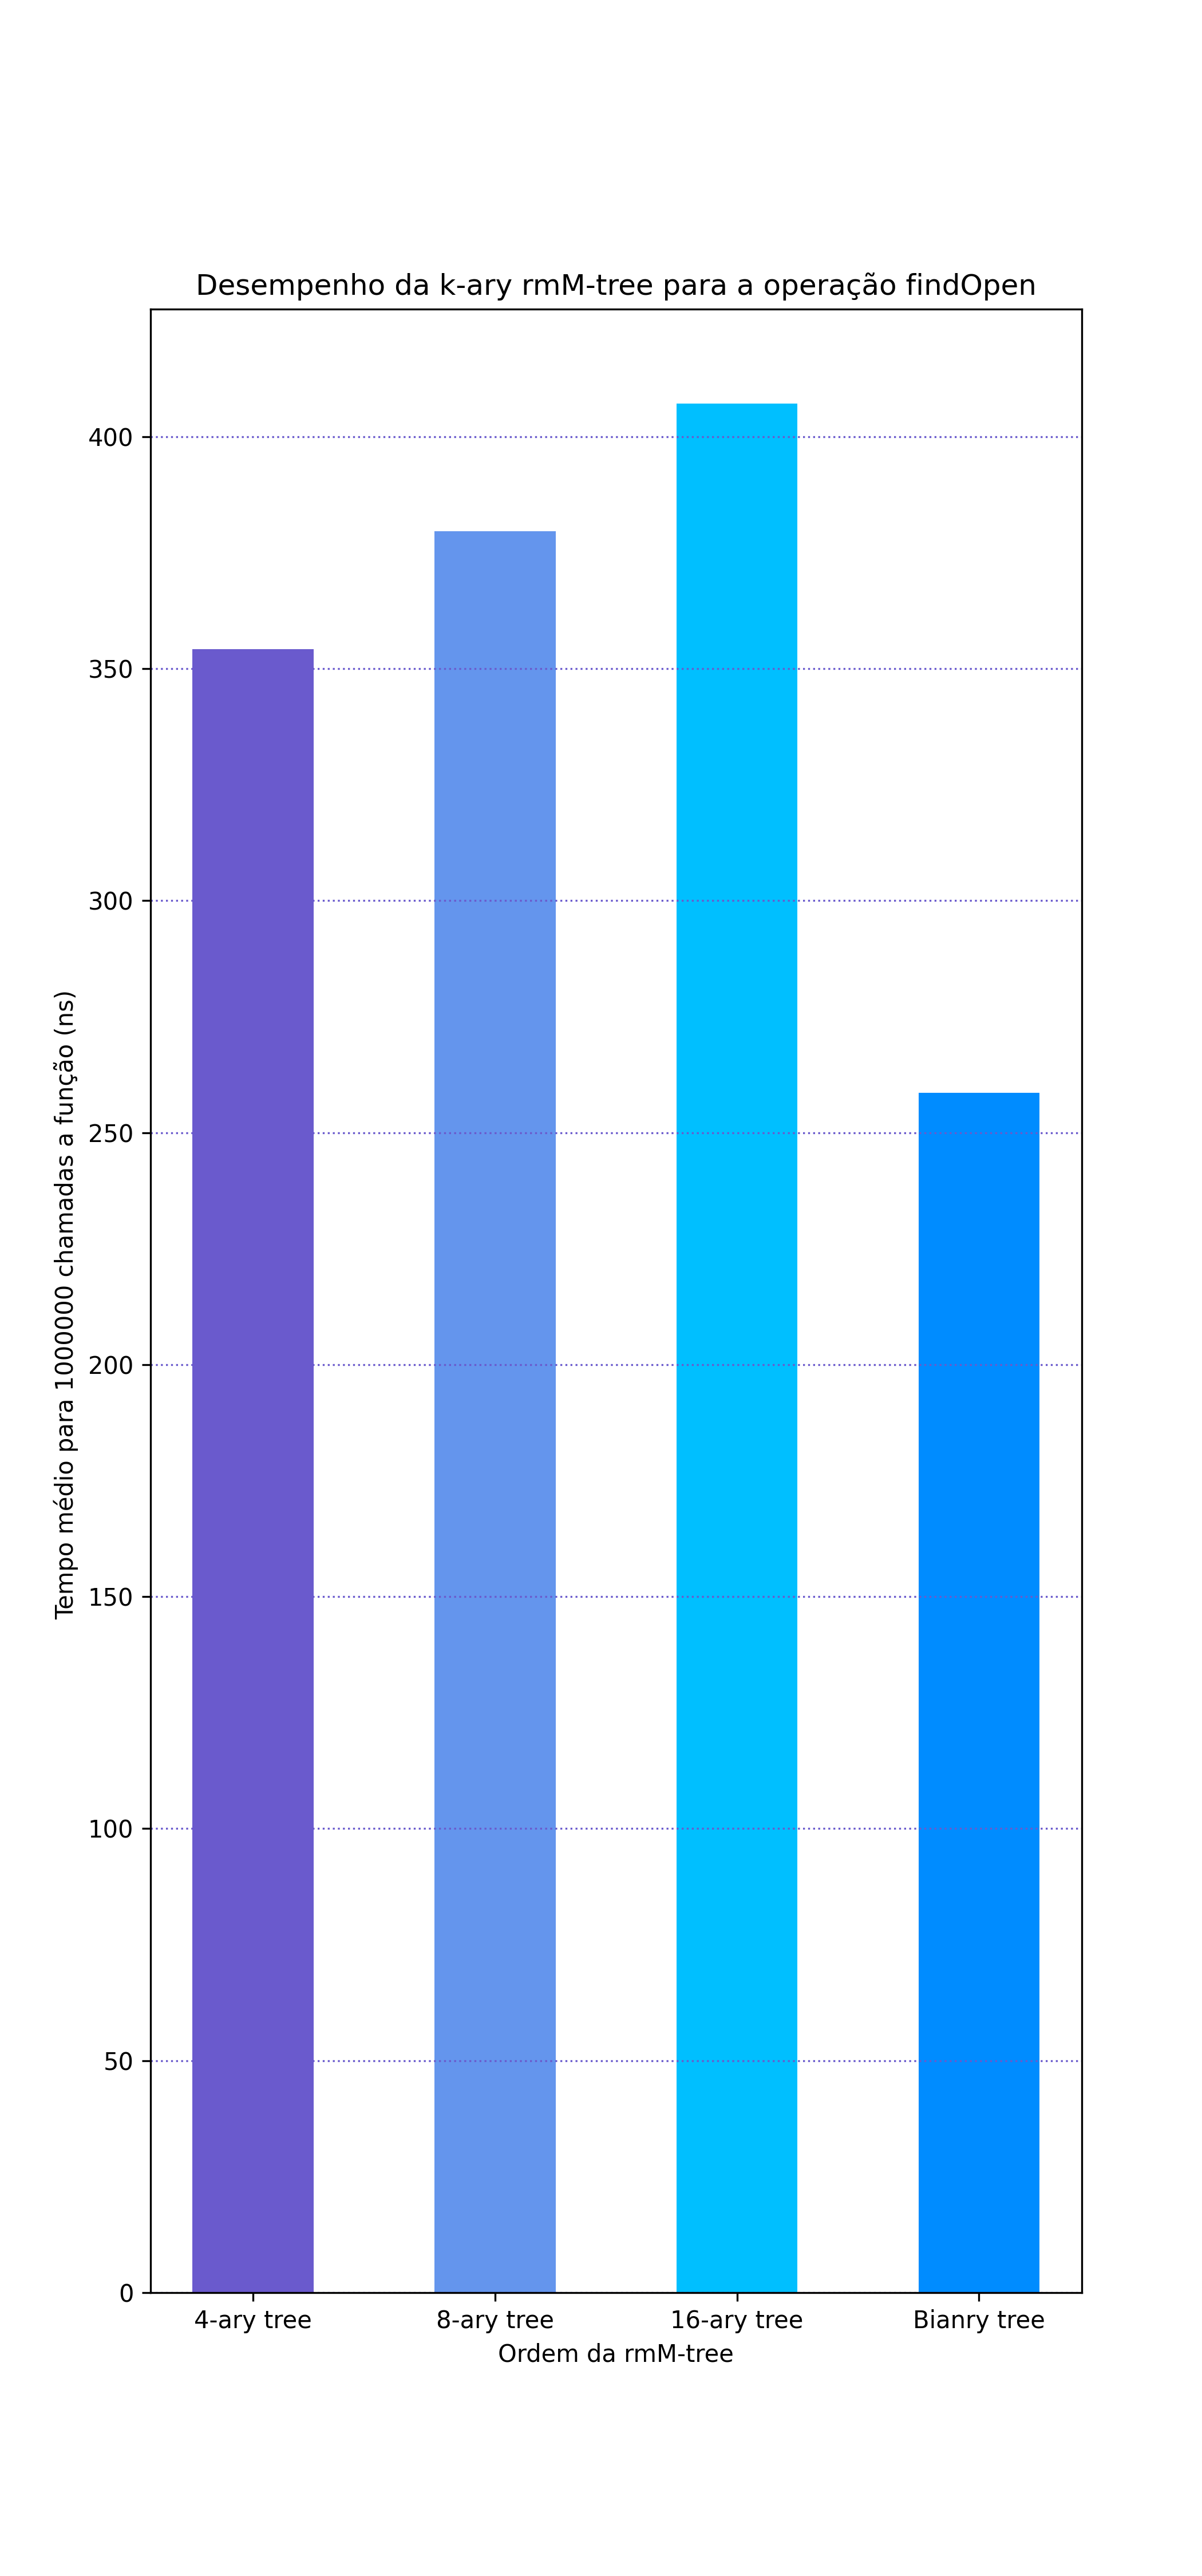 Desempenho da k-ary rmM-tree para a operação findOpen
Tempo médio para 1000000 chamadas a função (ns)
400
350
300
250
200
150
100
50
0
4-ary tree
8-ary tree
16-ary tree
Bianry tree
Ordem da rmM-tree